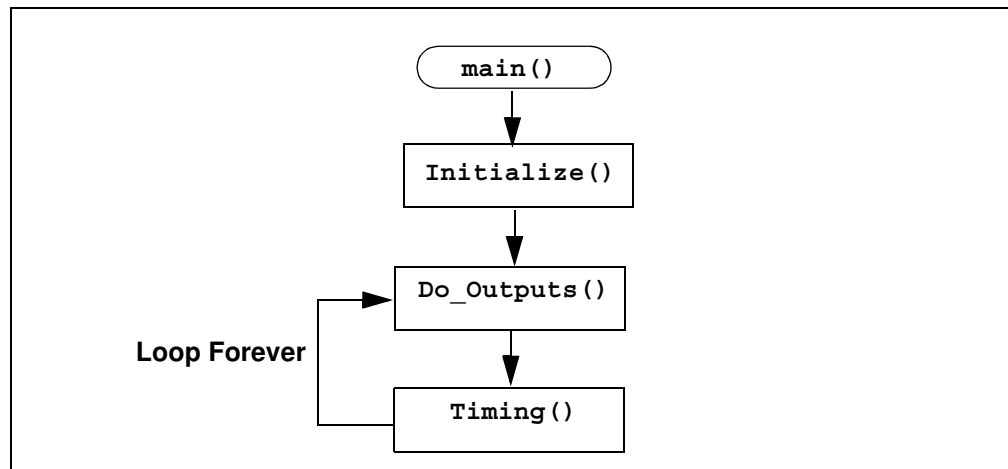 main()
Initialize()
Do_Outputs()
Loop Forever
Timing()